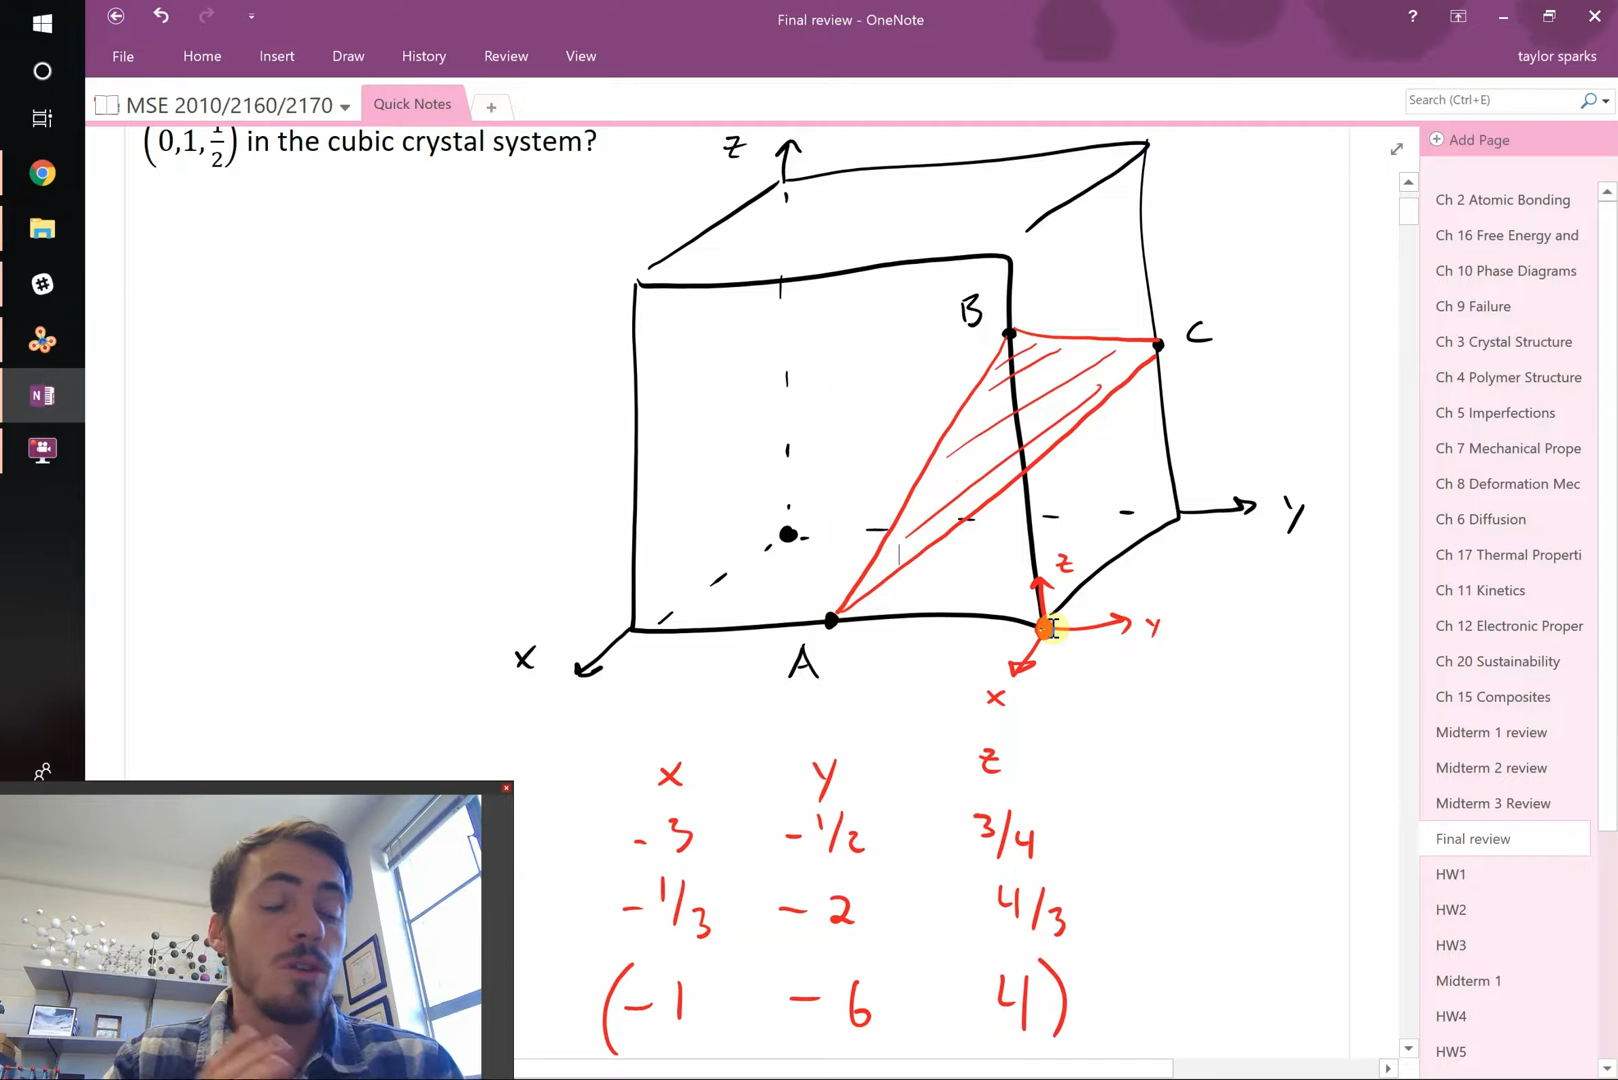 Final review - OneNote
?
File Home Insert Draw History Review View
taylor sparks
MSE 2010/2160/2170
Quick Notes
Search (Ctrl+E)
(0,1,1/2) in the cubic crystal system?
Z
B
C
y
z
y
x
X
A
x y z
-3 -1/2 3/4
-1/3 -2 4/3
(-1 -6 4)
Add Page
Ch 2 Atomic Bonding
Ch 16 Free Energy and
Ch 10 Phase Diagrams
Ch 9 Failure
Ch 3 Crystal Structure
Ch 4 Polymer Structure
Ch 5 Imperfections
Ch 7 Mechanical Prope
Ch 8 Deformation Mec
Ch 6 Diffusion
Ch 17 Thermal Properti
Ch 11 Kinetics
Ch 12 Electronic Proper
Ch 20 Sustainability
Ch 15 Composites
Midterm 1 review
Midterm 2 review
Midterm 3 Review
Final review
HW1
HW2
HW3
Midterm 1
HW4
HW5